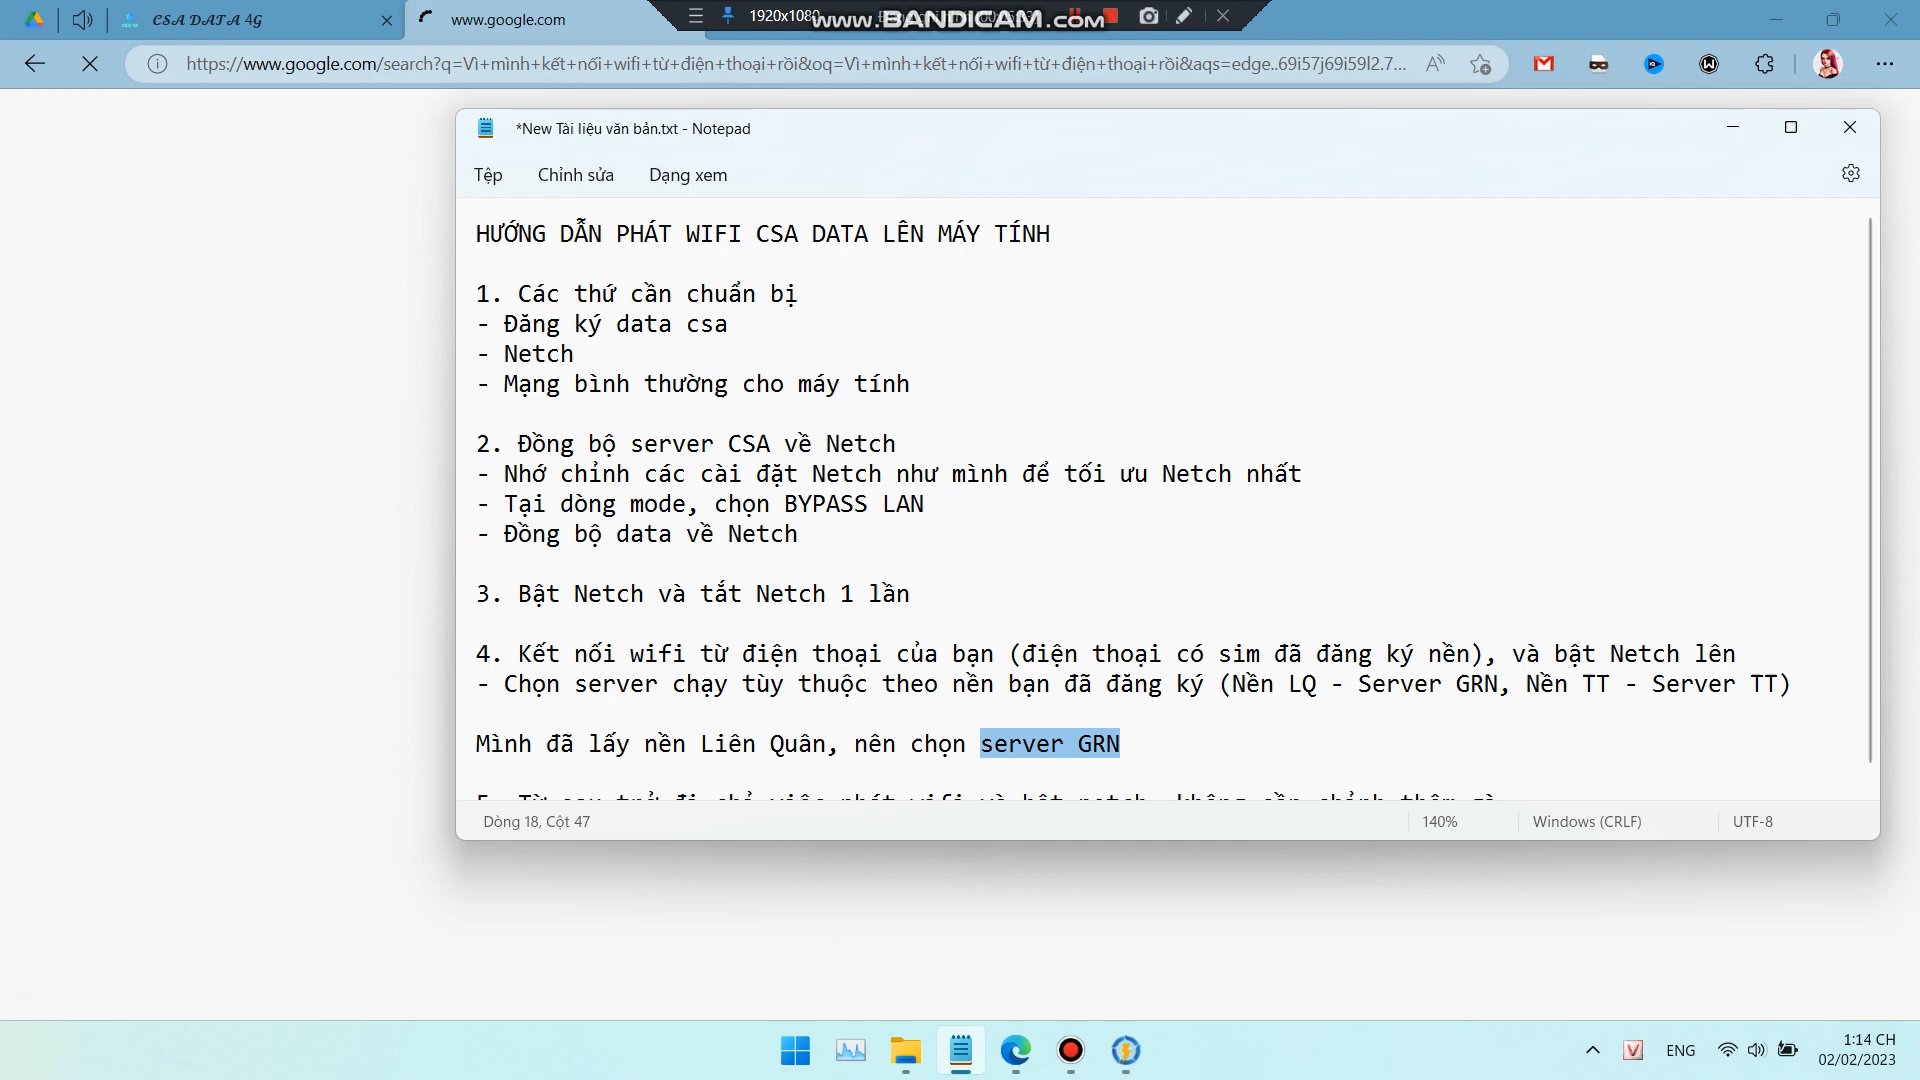 CSA DATA 4G
www.google.com
1920x1080
www.BANDICAM.com
https://www.google.com/search?q=Vì+mình+kết+nối+wifi+từ+điện+thoại+rồi&oq=Vì+mình+kết+nối+wifi+từ+điện+thoại+rồi&aqs=edge..69i57j69i59l2.7...
*New Tài liệu văn bản.txt - Notepad
Tệp Chỉnh sửa Dạng xem
HƯỚNG DẪN PHÁT WIFI CSA DATA LÊN MÁY TÍNH
1. Các thứ cần chuẩn bị
- Đăng ký data csa
- Netch
- Mạng bình thường cho máy tính
2. Đồng bộ server CSA về Netch
- Nhớ chỉnh các cài đặt Netch như mình để tối ưu Netch nhất
- Tại dòng mode, chọn BYPASS LAN
- Đồng bộ data về Netch
3. Bật Netch và tắt Netch 1 lần
4. Kết nối wifi từ điện thoại của bạn (điện thoại có sim đã đăng ký nền), và bật Netch lên
- Chọn server chạy tùy thuộc theo nền bạn đã đăng ký (Nền LQ - Server GRN, Nền TT - Server TT)
Mình đã lấy nền Liên Quân, nên chọn server GRN
Dòng 18, Cột 47 140% Windows (CRLF) UTF-8
ENG
1:14 CH
02/02/2023